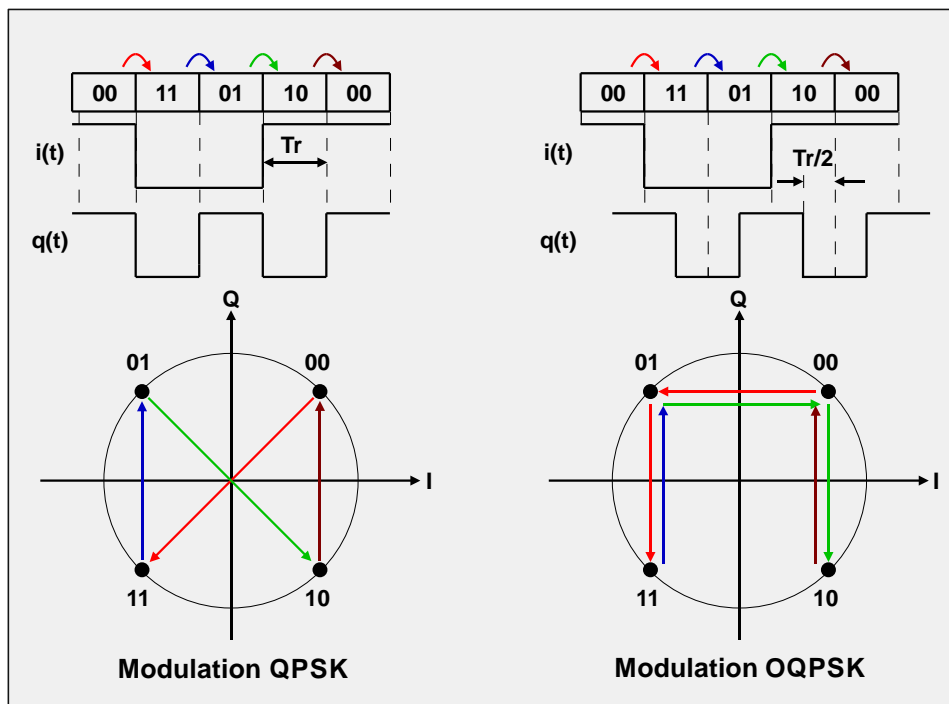 00 11 01 10 00
i(t)
Tr
q(t)
Q
01 00
I
11 10
Modulation QPSK
00 11 01 10 00
i(t)
Tr/2
q(t)
Q
01 00
I
11 10
Modulation OQPSK